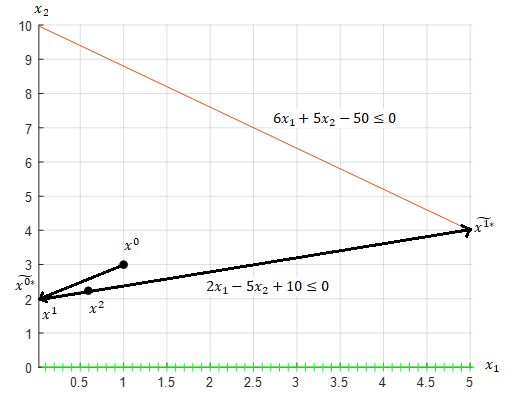 x₂
10
9
8
7
6
5
4
3
2
1
0
6x₁ + 5x₂ − 50 ≤ 0
x̃¹*
x⁰
x̃⁰*
x¹
x²
2x₁ − 5x₂ + 10 ≤ 0
x₁
0.5 1 1.5 2 2.5 3 3.5 4 4.5 5